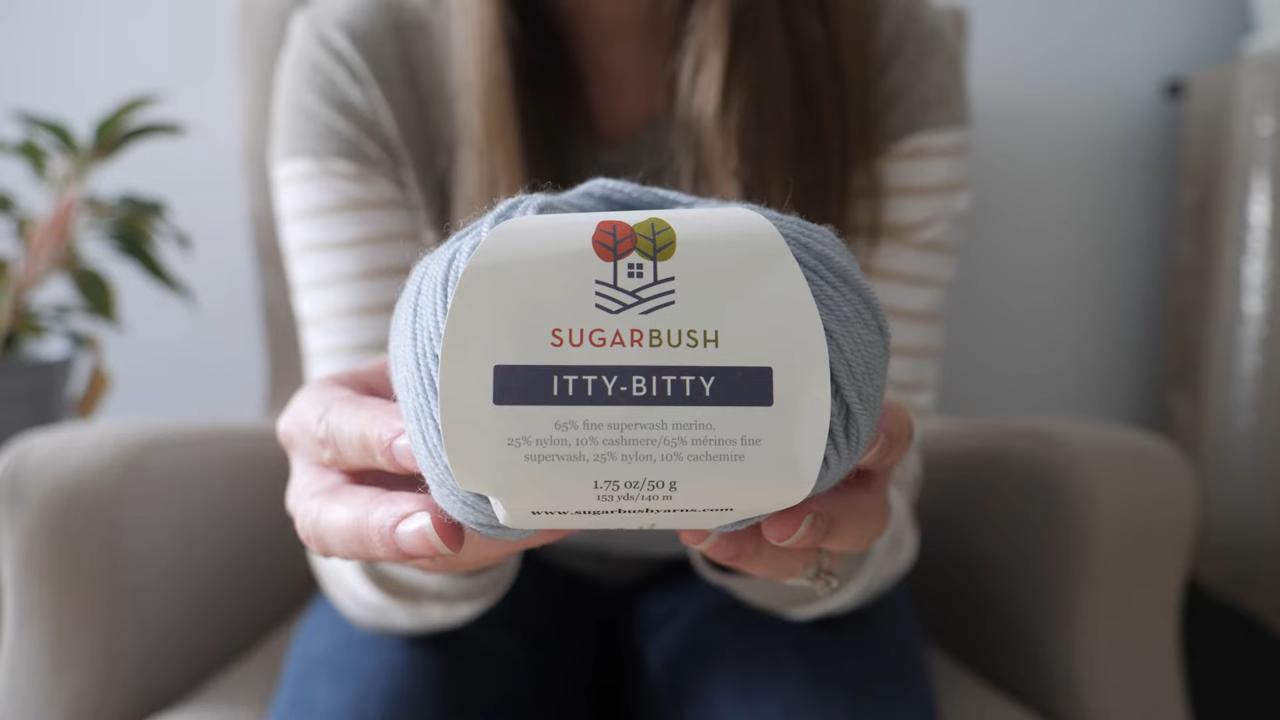 SUGARBUSH
ITTY-BITTY
65% fine superwash merino,
25% nylon, 10% cashmere/65% mérinos fine
superwash, 25% nylon, 10% cachemire
1.75 oz/50 g
153 yds/140 m
www.sugarbushyarns.com